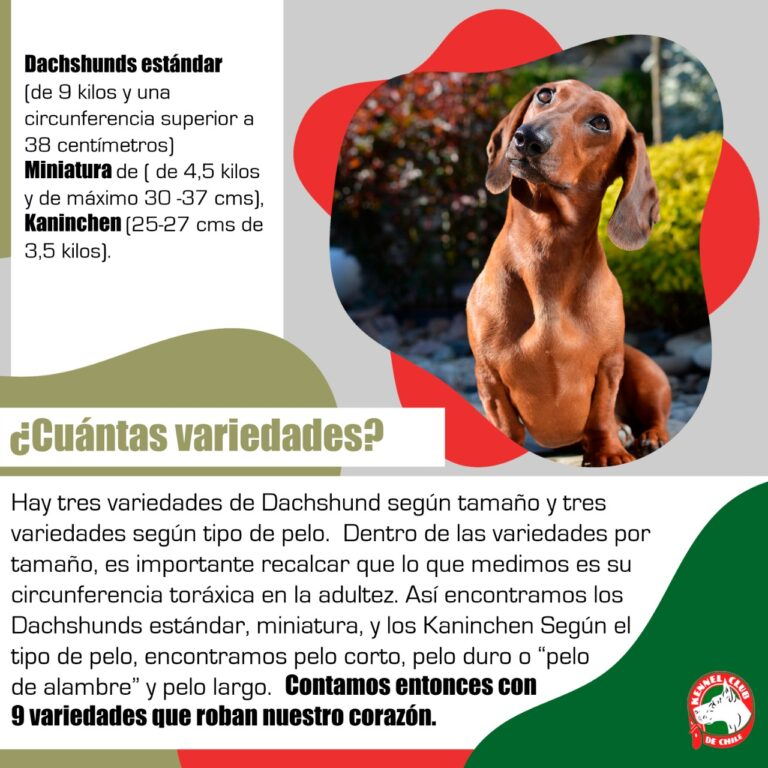 Dachshunds estándar
(de 9 kilos y una
circunferencia superior a
38 centímetros)
Miniatura de ( de 4,5 kilos
y de máximo 30 -37 cms),
Kaninchen (25-27 cms de
3,5 kilos).
¿Cuántas variedades?
Hay tres variedades de Dachshund según tamaño y tres
variedades según tipo de pelo. Dentro de las variedades por
tamaño, es importante recalcar que lo que medimos es su
circunferencia toráxica en la adultez. Así encontramos los
Dachshunds estándar, miniatura, y los Kaninchen Según el
tipo de pelo, encontramos pelo corto, pelo duro o “pelo
de alambre” y pelo largo. Contamos entonces con
9 variedades que roban nuestro corazón.
KENNEL CLUB
DE CHILE